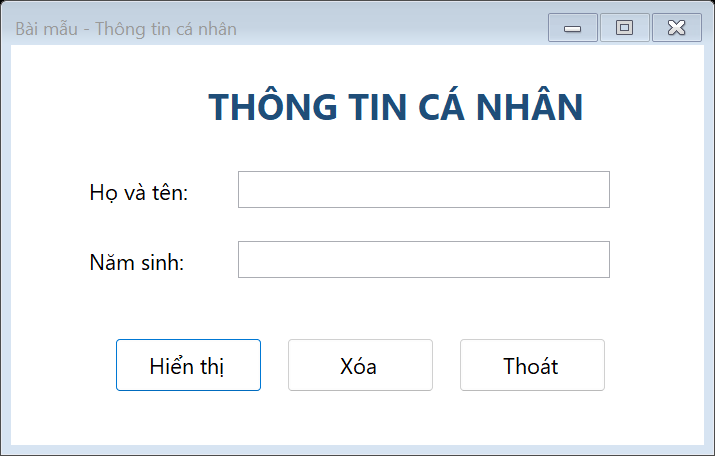 Bài mẫu - Thông tin cá nhân
THÔNG TIN CÁ NHÂN
Họ và tên:
Năm sinh:
Hiển thị Xóa Thoát